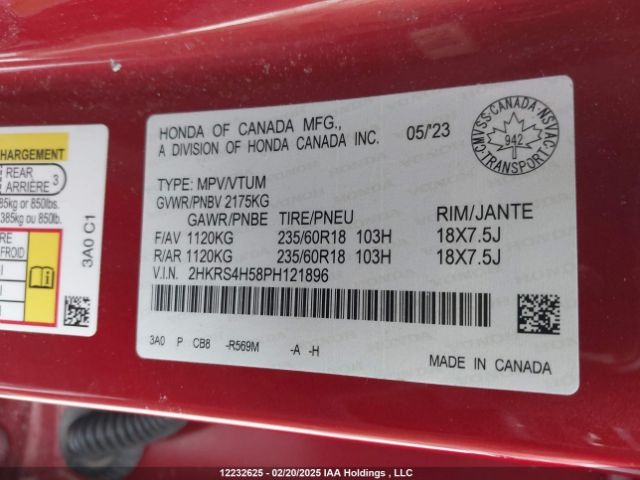 HONDA OF CANADA MFG.,
A DIVISION OF HONDA CANADA INC.
05/'23
CMVSS-CANADA-NSVAC
942
TRANSPORT
TYPE: MPV/VTUM
GVWR/PNBV 2175KG
GAWR/PNBE TIRE/PNEU RIM/JANTE
F/AV 1120KG 235/60R18 103H 18X7.5J
R/AR 1120KG 235/60R18 103H 18X7.5J
V.I.N. 2HKRS4H58PH121896
3A0 P CB8 -R569M -A -H
MADE IN CANADA
CHARGEMENT
REAR
ARRIÈRE 3
85kg or 850lbs.
385kg ou 850lb.
FROID
3A0 C1
12232625 - 02/20/2025 IAA Holdings , LLC